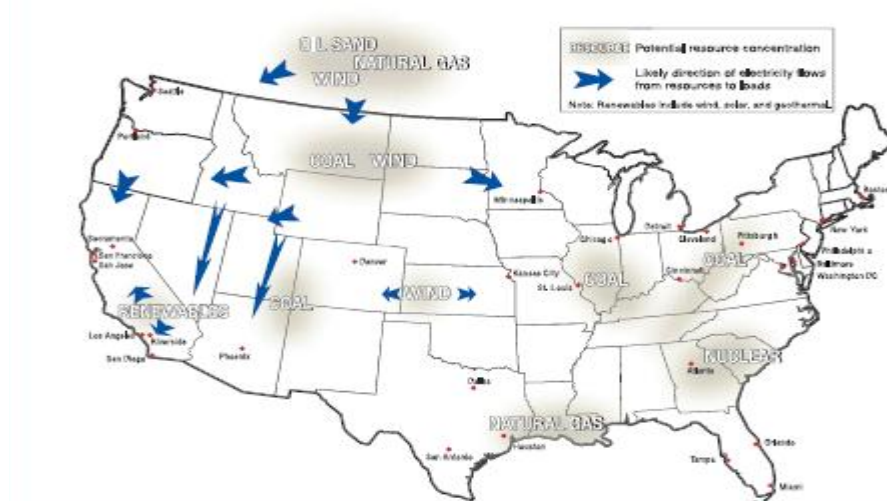 OIL SAND
NATURAL GAS
WIND
RESOURCE Potential resource concentration
Likely direction of electricity flows
from resources to loads
Note: Renewables include wind, solar, and geothermal.
Seattle
Portland
COAL WIND
Minneapolis
Boston
New York
Detroit
Chicago
Cleveland
Pittsburgh
Philadelphia
Baltimore
Washington DC
Sacramento
San Francisco
San Jose
Denver
Kansas City
St. Louis
Cincinnati
COAL
COAL
WIND
COAL
RENEWABLES
Los Angeles
Riverside
San Diego
Phoenix
NUCLEAR
Atlanta
Dallas
NATURAL GAS
Houston
San Antonio
Orlando
Tampa
Miami